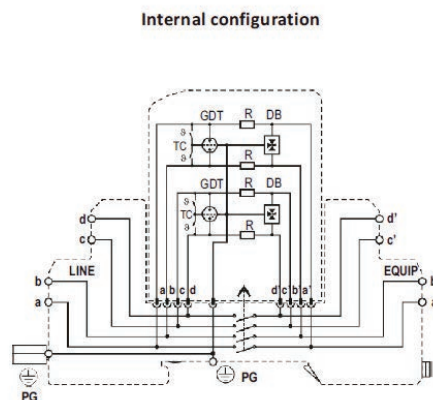 Internal configuration
GDT R DB
ϑ
TC
ϑ
R
GDT R DB
ϑ
TC
ϑ
R
d d'
c c'
b LINE a b c d d' c' b' a' EQUIP b
a a
PG
PG